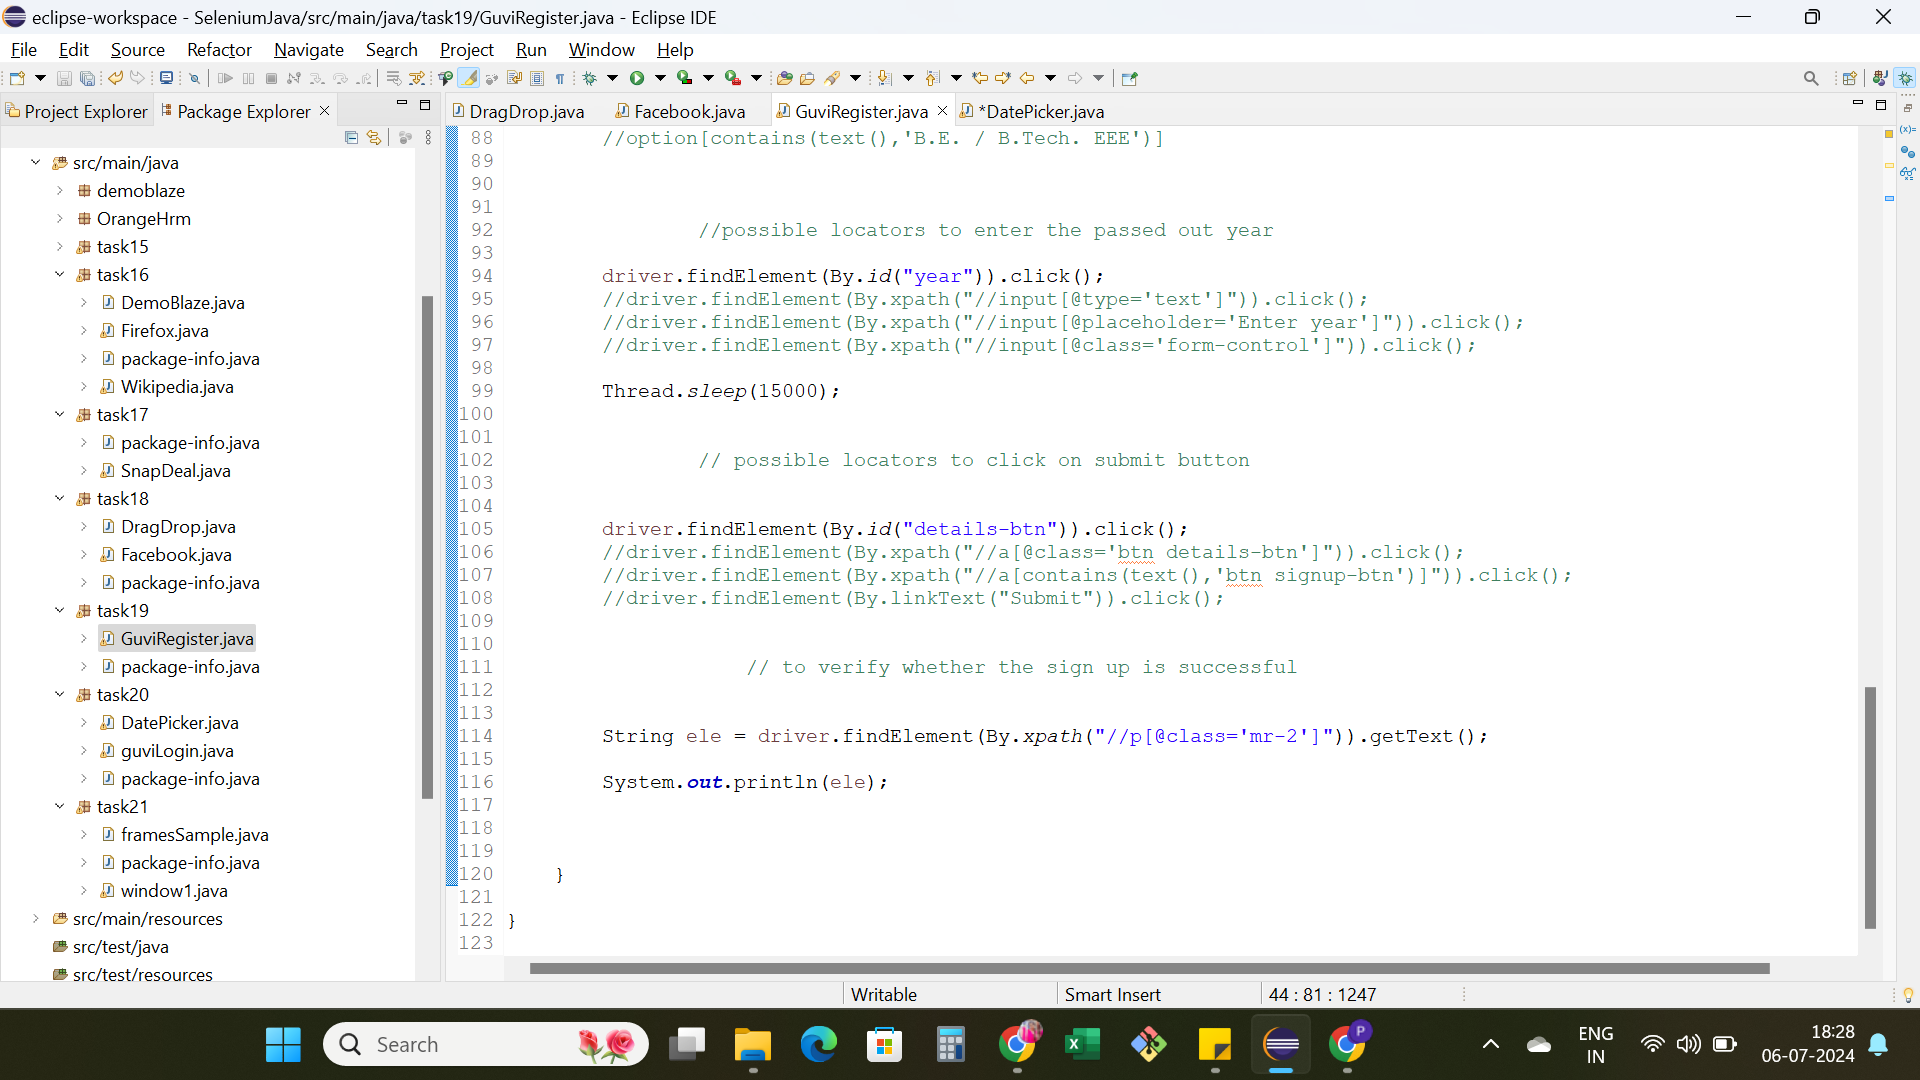 eclipse-workspace - SeleniumJava/src/main/java/task19/GuviRegister.java - Eclipse IDE
File Edit Source Refactor Navigate Search Project Run Window Help
Project Explorer Package Explorer
DragDrop.java Facebook.java GuviRegister.java *DatePicker.java
src/main/java
demoblaze
OrangeHrm
task15
task16
DemoBlaze.java
Firefox.java
package-info.java
Wikipedia.java
task17
package-info.java
SnapDeal.java
task18
DragDrop.java
Facebook.java
package-info.java
task19
GuviRegister.java
package-info.java
task20
DatePicker.java
guviLogin.java
package-info.java
task21
framesSample.java
package-info.java
window1.java
src/main/resources
src/test/java
src/test/resources
88 //option[contains(text(),'B.E. / B.Tech. EEE')]
89
90
91
92 //possible locators to enter the passed out year
93
94 driver.findElement(By.id("year")).click();
95 //driver.findElement(By.xpath("//input[@type='text']")).click();
96 //driver.findElement(By.xpath("//input[@placeholder='Enter year']")).click();
97 //driver.findElement(By.xpath("//input[@class='form-control']")).click();
98
99 Thread.sleep(15000);
100
101
102 // possible locators to click on submit button
103
104
105 driver.findElement(By.id("details-btn")).click();
106 //driver.findElement(By.xpath("//a[@class='btn details-btn']")).click();
107 //driver.findElement(By.xpath("//a[contains(text(),'btn signup-btn')]")).click();
108 //driver.findElement(By.linkText("Submit")).click();
109
110
111 // to verify whether the sign up is successful
112
113
114 String ele = driver.findElement(By.xpath("//p[@class='mr-2']")).getText();
115
116 System.out.println(ele);
117
118
119
120 }
121
122 }
123
Writable Smart Insert 44 : 81 : 1247
Search
P
ENG
IN
18:28
06-07-2024